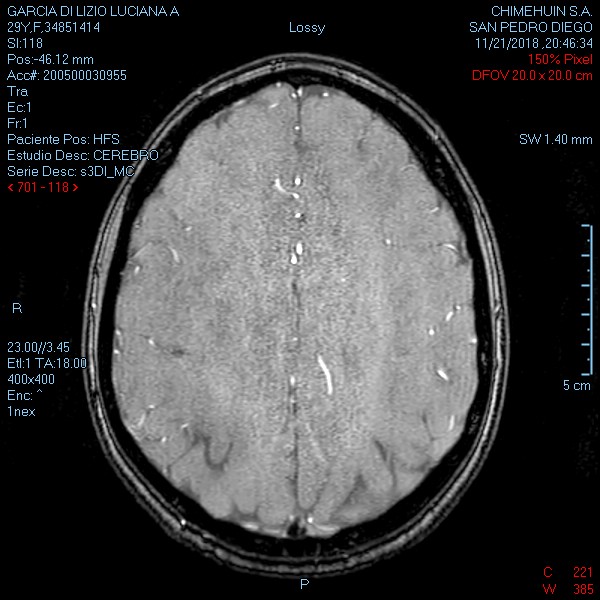 GARCIA DI LIZIO LUCIANA A
29Y,F,34851414
Sl:118
Pos:-46.12 mm
Acc#: 200500030955
Tra
Ec:1
Fr:1
Paciente Pos: HFS
Estudio Desc: CEREBRO
Serie Desc: s3DI_MC
< 701 - 118 >
Lossy
CHIMEHUIN S.A.
SAN PEDRO DIEGO
11/21/2018 ,20:46:34
150% Pixel
DFOV 20.0 x 20.0 cm
SW 1.40 mm
R
23.00//3.45
Etl:1 TA:18.00
400x400
Enc: ^
1nex
5 cm
P
C 221
W 385